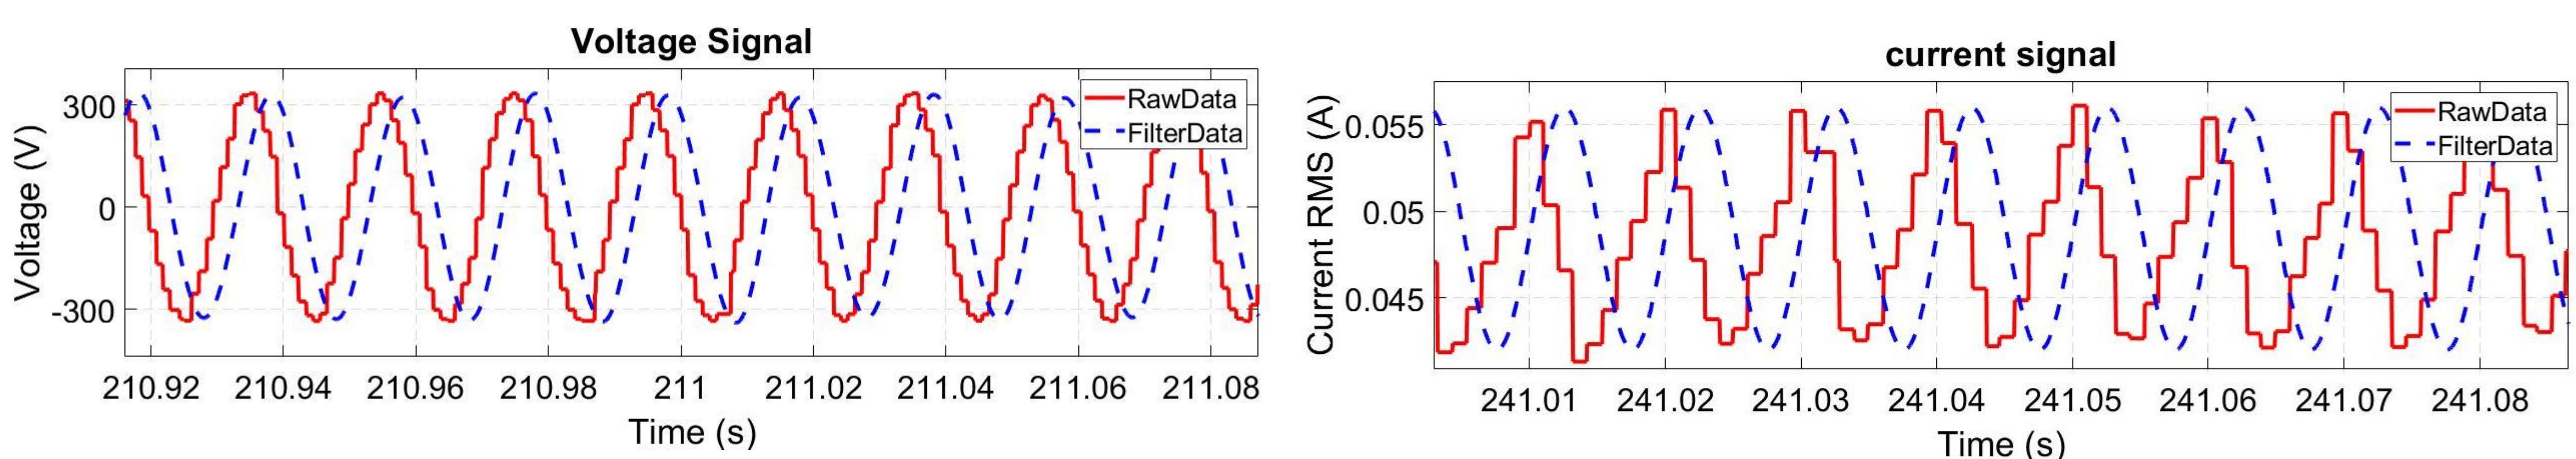 Voltage Signal
Voltage (V)
300
0
-300
RawData
FilterData
210.92 210.94 210.96 210.98 211 211.02 211.04 211.06 211.08
Time (s)
current signal
Current RMS (A)
0.055
0.05
0.045
RawData
FilterData
241.01 241.02 241.03 241.04 241.05 241.06 241.07 241.08
Time (s)